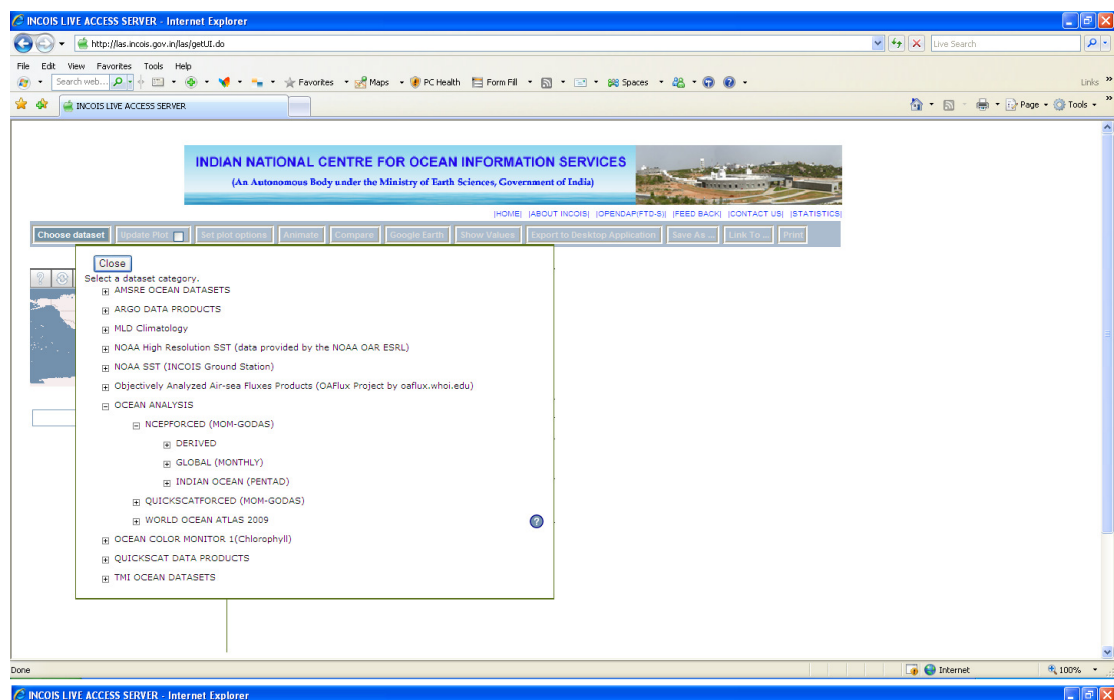 INCOIS LIVE ACCESS SERVER - Internet Explorer
http://las.incois.gov.in/las/getUI.do
Live Search
File Edit View Favorites Tools Help
Search web... Favorites Maps PC Health Form Fill Spaces Links »
INCOIS LIVE ACCESS SERVER Page Tools »
INDIAN NATIONAL CENTRE FOR OCEAN INFORMATION SERVICES
(An Autonomous Body under the Ministry of Earth Sciences, Government of India)
|HOME| |ABOUT INCOIS| |OPENDAP(FTD-S)| |FEED BACK| |CONTACT US| |STATISTICS|
Choose dataset Update Plot Set plot options Animate Compare Google Earth Show Values Export to Desktop Application Save As ... Link To ... Print
Close
Select a dataset category.
AMSRE OCEAN DATASETS
ARGO DATA PRODUCTS
MLD Climatology
NOAA High Resolution SST (data provided by the NOAA OAR ESRL)
NOAA SST (INCOIS Ground Station)
Objectively Analyzed Air-sea Fluxes Products (OAFlux Project by oaflux.whoi.edu)
OCEAN ANALYSIS
NCEPFORCED (MOM-GODAS)
DERIVED
GLOBAL (MONTHLY)
INDIAN OCEAN (PENTAD)
QUICKSCATFORCED (MOM-GODAS)
WORLD OCEAN ATLAS 2009
OCEAN COLOR MONITOR 1(Chlorophyll)
QUICKSCAT DATA PRODUCTS
TMI OCEAN DATASETS
Done Internet 100%
INCOIS LIVE ACCESS SERVER - Internet Explorer